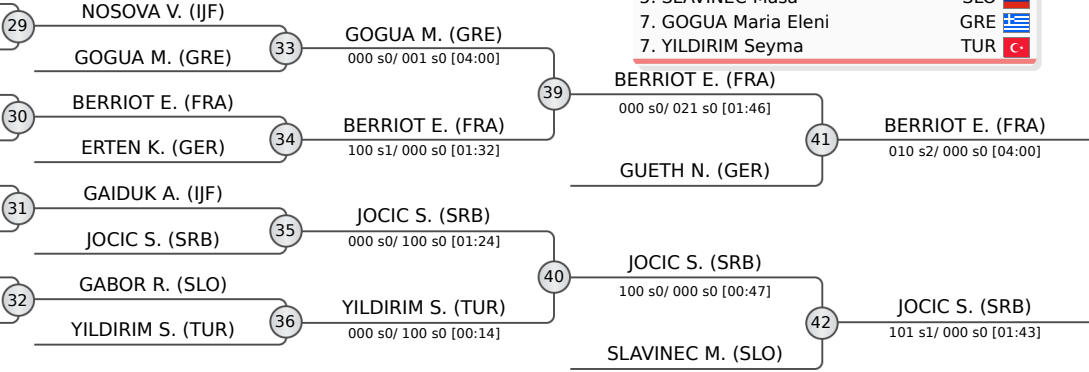 NOSOVA V. (IJF)
29
GOGUA M. (GRE)
33
GOGUA M. (GRE)
000 s0/ 001 s0 [04:00]
BERRIOT E. (FRA)
30
ERTEN K. (GER)
34
BERRIOT E. (FRA)
100 s1/ 000 s0 [01:32]
39
BERRIOT E. (FRA)
000 s0/ 021 s0 [01:46]
GUETH N. (GER)
41
BERRIOT E. (FRA)
010 s2/ 000 s0 [04:00]
GAIDUK A. (IJF)
31
JOCIC S. (SRB)
35
JOCIC S. (SRB)
000 s0/ 100 s0 [01:24]
GABOR R. (SLO)
32
YILDIRIM S. (TUR)
36
YILDIRIM S. (TUR)
000 s0/ 100 s0 [00:14]
40
JOCIC S. (SRB)
100 s0/ 000 s0 [00:47]
SLAVINEC M. (SLO)
42
JOCIC S. (SRB)
101 s1/ 000 s0 [01:43]
SLAVINEC Masa SLO
7. GOGUA Maria Eleni GRE
7. YILDIRIM Seyma TUR